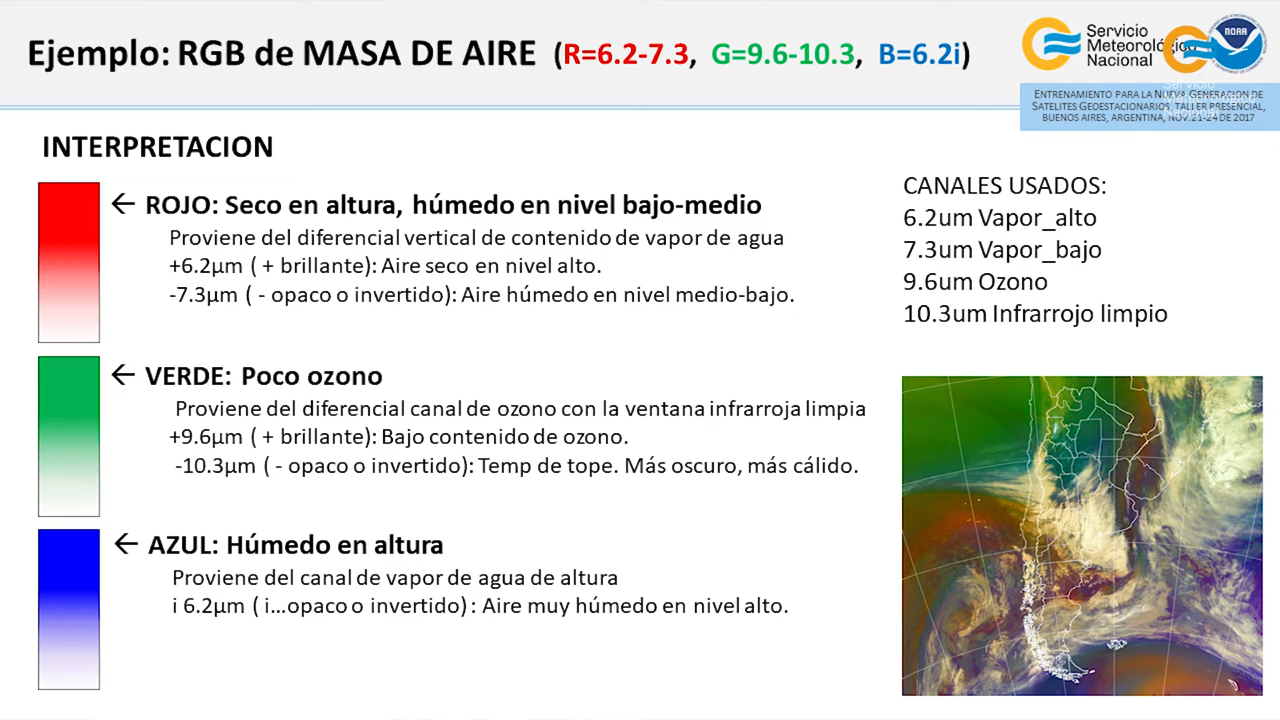 Ejemplo: RGB de MASA DE AIRE (R=6.2-7.3, G=9.6-10.3, B=6.2i)
Servicio
Meteorológico
Nacional
NOAA
ENTRENAMIENTO PARA LA NUEVA GENERACION DE
SATELITES GEOESTACIONARIOS, TALLER PRESENCIAL,
BUENOS AIRES, ARGENTINA, NOV.21-24 DE 2017
INTERPRETACION
← ROJO: Seco en altura, húmedo en nivel bajo-medio
Proviene del diferencial vertical de contenido de vapor de agua
+6.2µm ( + brillante): Aire seco en nivel alto.
-7.3µm ( - opaco o invertido): Aire húmedo en nivel medio-bajo.
← VERDE: Poco ozono
Proviene del diferencial canal de ozono con la ventana infrarroja limpia
+9.6µm ( + brillante): Bajo contenido de ozono.
-10.3µm ( - opaco o invertido): Temp de tope. Más oscuro, más cálido.
← AZUL: Húmedo en altura
Proviene del canal de vapor de agua de altura
i 6.2µm ( i...opaco o invertido) : Aire muy húmedo en nivel alto.
CANALES USADOS:
6.2um Vapor_alto
7.3um Vapor_bajo
9.6um Ozono
10.3um Infrarrojo limpio